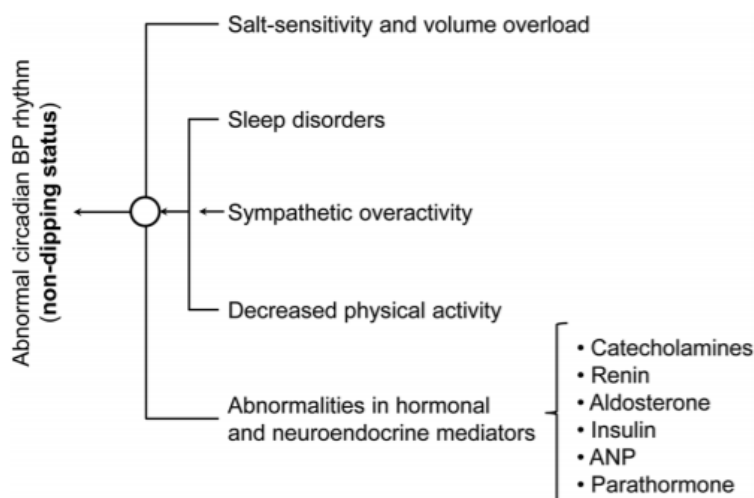 Abnormal circadian BP rhythm
(non-dipping status)
Salt-sensitivity and volume overload
Sleep disorders
Sympathetic overactivity
Decreased physical activity
Abnormalities in hormonal
and neuroendocrine mediators
• Catecholamines
• Renin
• Aldosterone
• Insulin
• ANP
• Parathormone